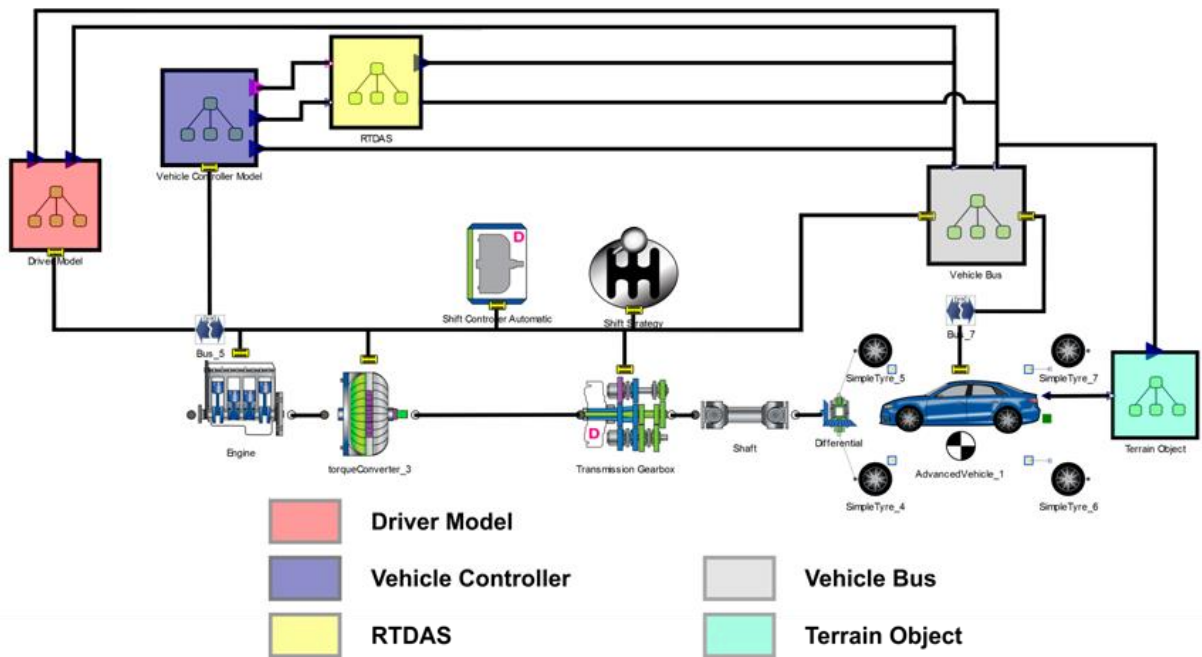 RTDAS
Vehicle Controller Model
Driver Model
D
Shift Controller Automatic
Shift Strategy
Vehicle Bus
Bus_5
Bus_7
SimpleTyre_5
SimpleTyre_7
Engine
torqueConverter_3
D
Transmission Gearbox
Shaft
Differential
AdvancedVehicle_1
Terrain Object
SimpleTyre_4
SimpleTyre_6
Driver Model
Vehicle Controller
Vehicle Bus
RTDAS
Terrain Object